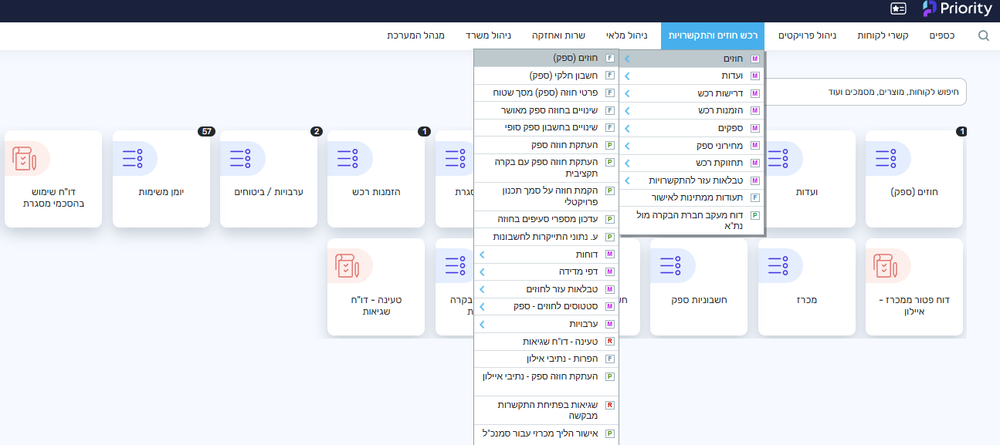 Priority
כספים
קשרי לקוחות
ניהול פרויקטים
רכש חוזים והתקשרויות
ניהול מלאי
שרות ואחזקה
ניהול משרד
מנהל המערכת
חיפוש לקוחות, מוצרים, מסמכים ועוד
M חוזים
M ועדות
M דרישות רכש
M הזמנות רכש
M ספקים
M מחירוני ספק
M תחזוקת רכש
M טבלאות עזר להתקשרויות
F תעודות ממתינות לאישור
P דוח מעקב חברת הבקרה מול
נת"א
F חוזים (ספק)
F חשבון חלקי (ספק)
F פרטי חוזה (ספק) מסך שטוח
F שינויים בחוזה ספק מאושר
F שינויים בחשבון ספק סופי
P העתקת חוזה ספק
P העתקת חוזה ספק עם בקרה
תקציבית
P הקמת חוזה על סמך תכנון
פרויקטלי
P עדכון מספרי סעיפים בחוזה
P ע. נתוני התייקרות לחשבונות
M דוחות
M דפי מדידה
M טבלאות עזר לחוזים
M סטטוסים לחוזים - ספק
M ערבויות
R טעינה - דו"ח שגיאות
F הפרות - נתיבי אילון
P העתקת חוזה ספק - נתיבי איילון
R שגיאות בפתיחת התקשרות
מבקשה
P אישור הליך מכרזי עבור סמנכ"ל
1
חוזים (ספק)
ועדות
1
הזמנות רכש
2
ערבויות / ביטוחים
57
יומן משימות
דו"ח שימוש
בהסכמי מסגרת
דוח פטור ממכרז -
איילון
מכרז
חשבוניות ספק
בקרה
טעינה - דו"ח
שגיאות